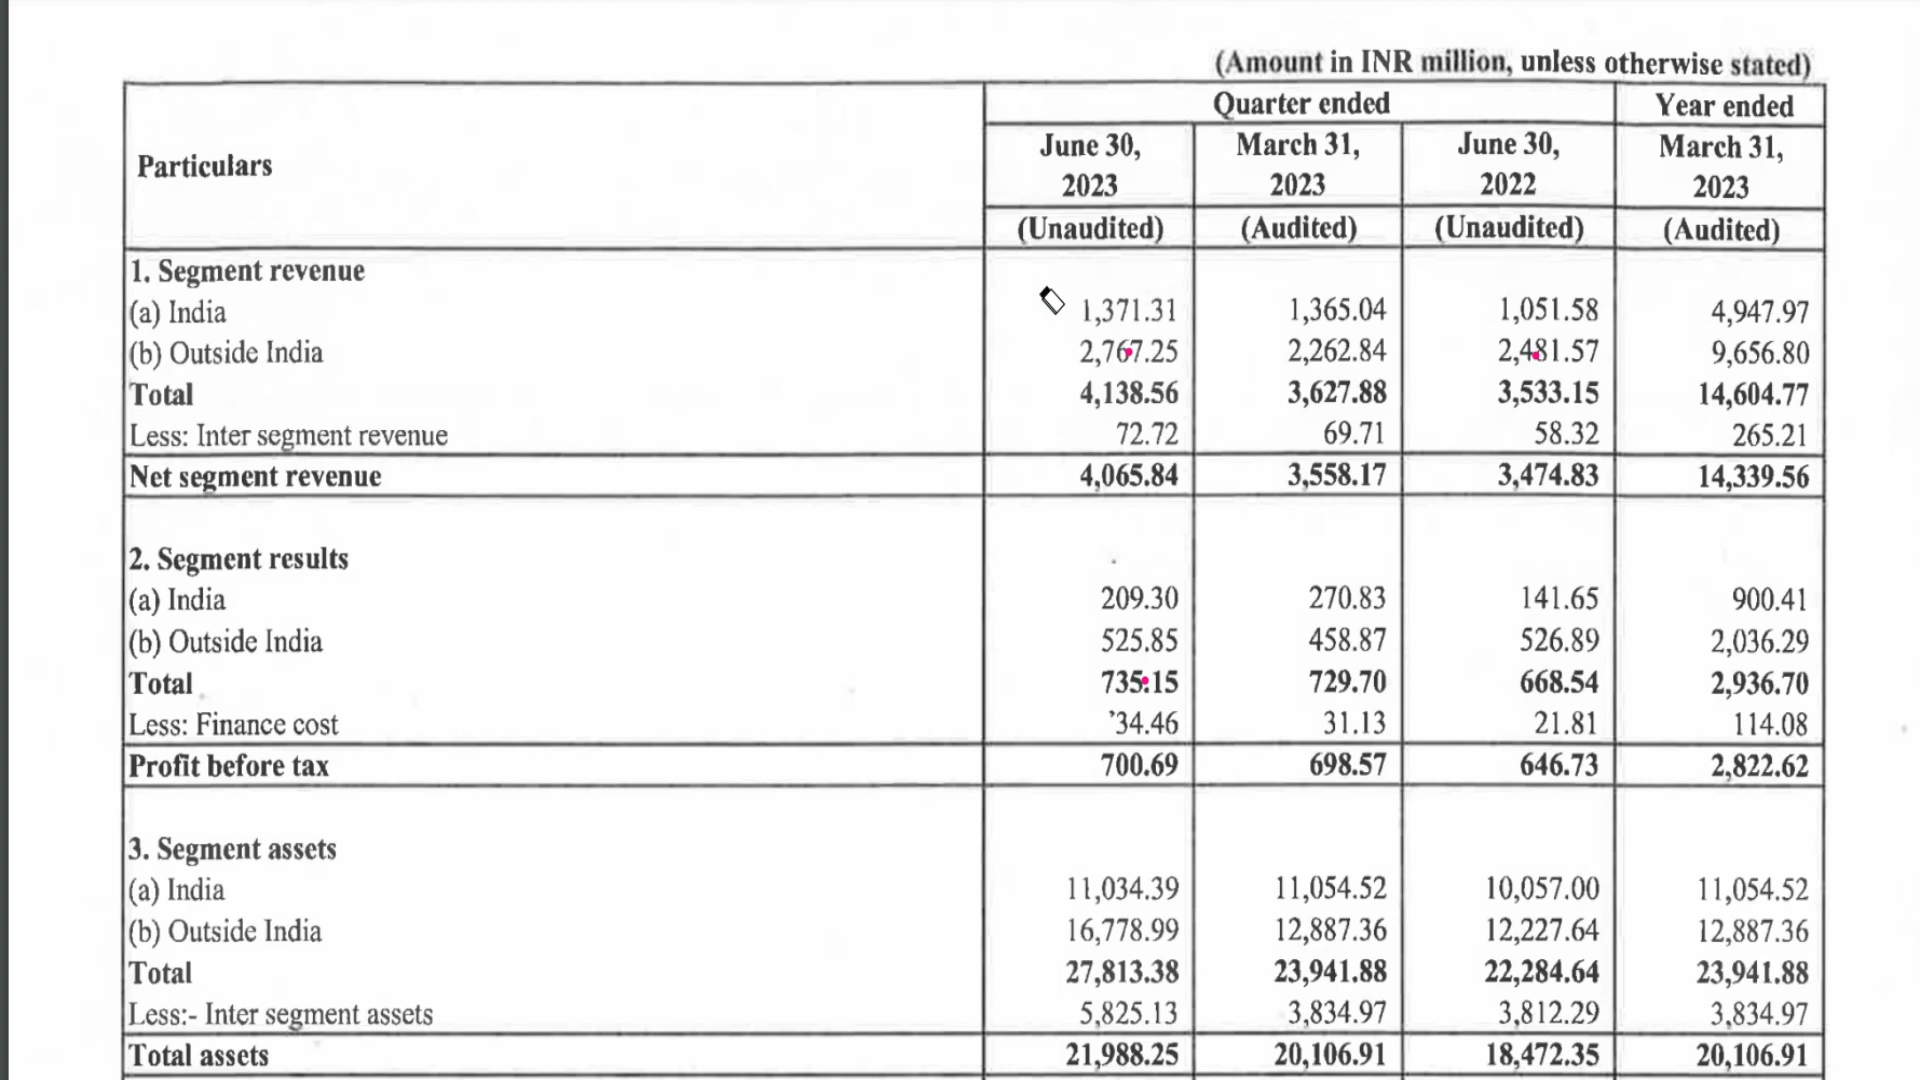 (Amount in INR million, unless otherwise stated)
Particulars Quarter ended Year ended
June 30, 2023 March 31, 2023 June 30, 2022 March 31, 2023
(Unaudited) (Audited) (Unaudited) (Audited)
1. Segment revenue
(a) India 1,371.31 1,365.04 1,051.58 4,947.97
(b) Outside India 2,767.25 2,262.84 2,481.57 9,656.80
Total 4,138.56 3,627.88 3,533.15 14,604.77
Less: Inter segment revenue 72.72 69.71 58.32 265.21
Net segment revenue 4,065.84 3,558.17 3,474.83 14,339.56
2. Segment results
(a) India 209.30 270.83 141.65 900.41
(b) Outside India 525.85 458.87 526.89 2,036.29
Total 735.15 729.70 668.54 2,936.70
Less: Finance cost 34.46 31.13 21.81 114.08
Profit before tax 700.69 698.57 646.73 2,822.62
3. Segment assets
(a) India 11,034.39 11,054.52 10,057.00 11,054.52
(b) Outside India 16,778.99 12,887.36 12,227.64 12,887.36
Total 27,813.38 23,941.88 22,284.64 23,941.88
Less:- Inter segment assets 5,825.13 3,834.97 3,812.29 3,834.97
Total assets 21,988.25 20,106.91 18,472.35 20,106.91